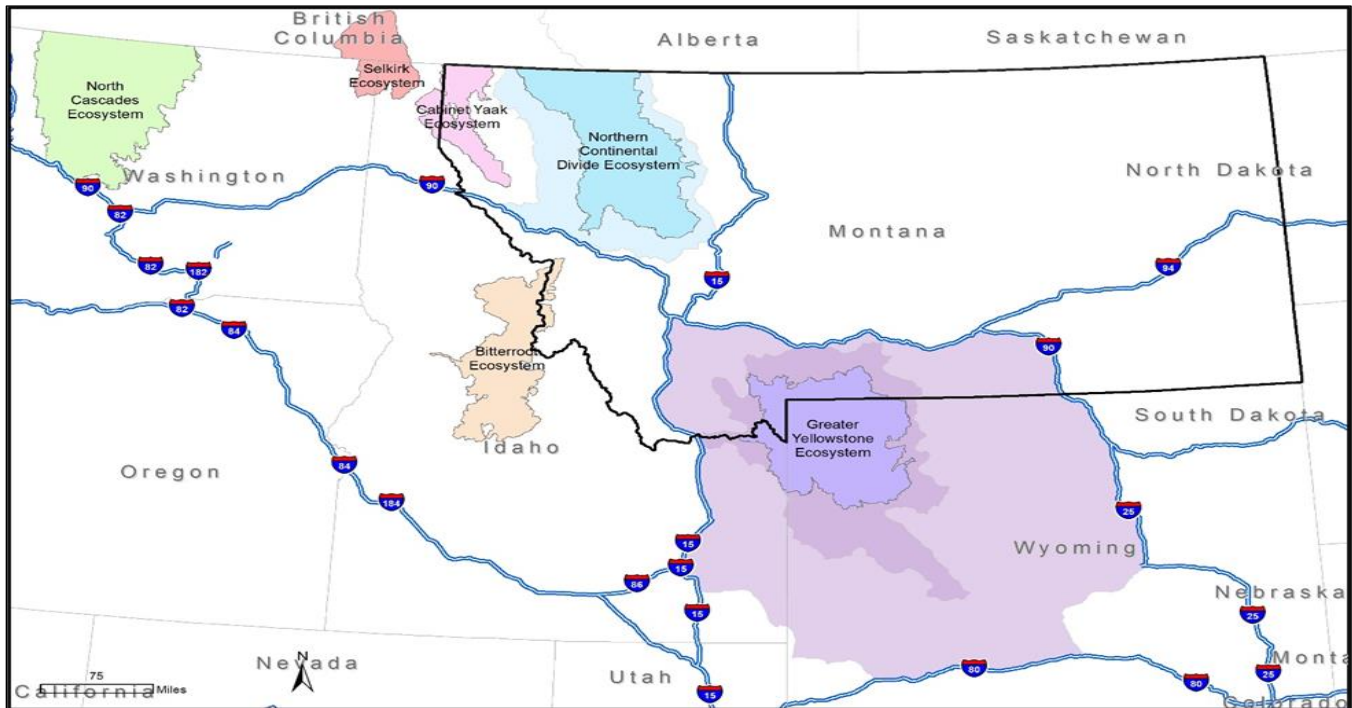 British
Columbia
Alberta
Saskatchewan
Selkirk
Ecosystem
North
Cascades
Ecosystem
Cabinet Yaak
Ecosystem
Northern
Continental
Divide Ecosystem
North Dakota
Washington
90
90
82
Montana
82
182
94
15
82
84
90
Bitterroot
Ecosystem
South Dakota
Greater
Yellowstone
Ecosystem
Idaho
Oregon
84
184
25
15
Wyoming
15
86
Nebraska
15
25
Nevada
N
Utah
80
Monta
25
75
Miles
80
15
California
Colorado